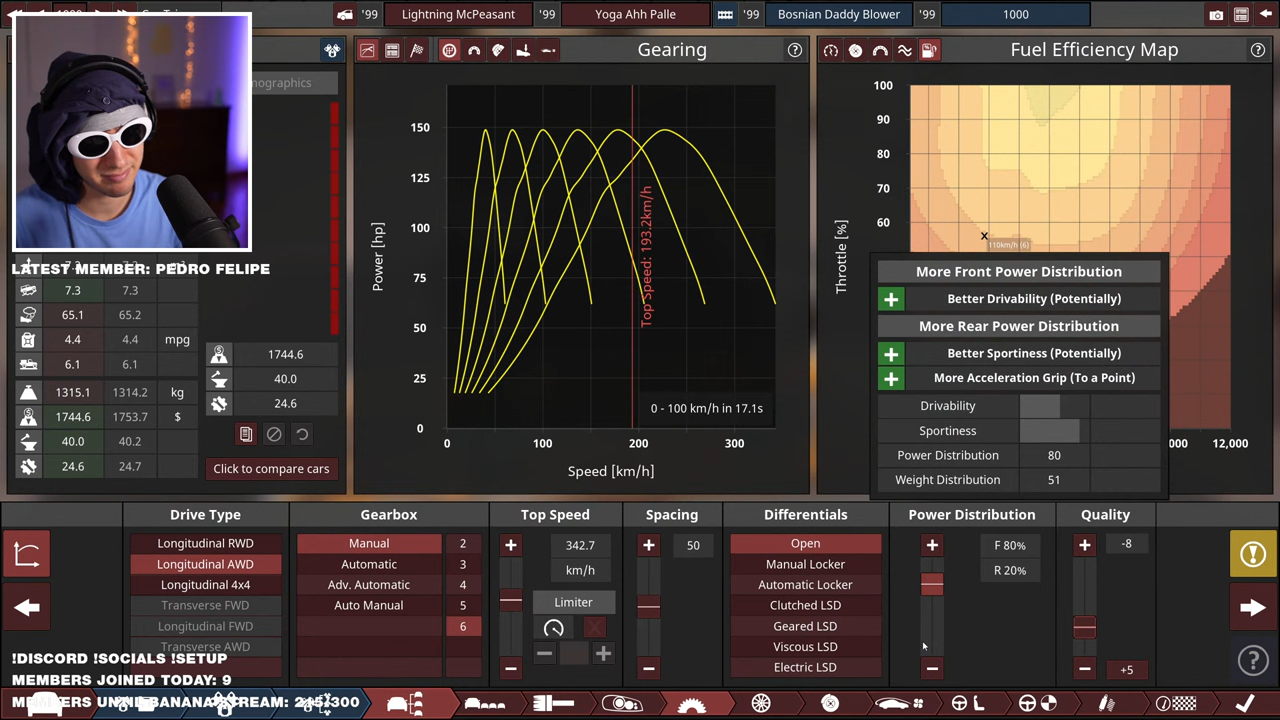 1000
'99
Lightning McPeasant
'99
Yoga Ahh Palle
'99
Bosnian Daddy Blower
'99
1000
mographics
LATEST MEMBER: PEDRO FELIPE
7.3 7.3
65.1 65.2
4.4 4.4 mpg
6.1 6.1
1315.1 1314.2 kg
1744.6 1753.7 $
40.0 40.2
24.6 24.7
1744.6
40.0
24.6
Click to compare cars
Gearing
?
Power [hp]
150
125
100
75
50
25
0
Top Speed: 193.2km/h
0 - 100 km/h in 17.1s
0 100 200 300
Speed [km/h]
Fuel Efficiency Map
?
Throttle [%]
100
90
80
70
60
x
110km/h (6)
000 12,000
More Front Power Distribution
Better Drivability (Potentially)
More Rear Power Distribution
Better Sportiness (Potentially)
More Acceleration Grip (To a Point)
Drivability
Sportiness
Power Distribution 80
Weight Distribution 51
Drive Type
Longitudinal RWD
Longitudinal AWD
Longitudinal 4x4
Transverse FWD
Longitudinal FWD
Transverse AWD
Gearbox
Manual 2
Automatic 3
Adv. Automatic 4
Auto Manual 5
6
Top Speed
342.7
km/h
Limiter
Spacing
50
Differentials
Open
Manual Locker
Automatic Locker
Clutched LSD
Geared LSD
Viscous LSD
Electric LSD
Power Distribution
F 80%
R 20%
Quality
-8
+5
!DISCORD !SOCIALS !SETUP
MEMBERS JOINED TODAY: 9